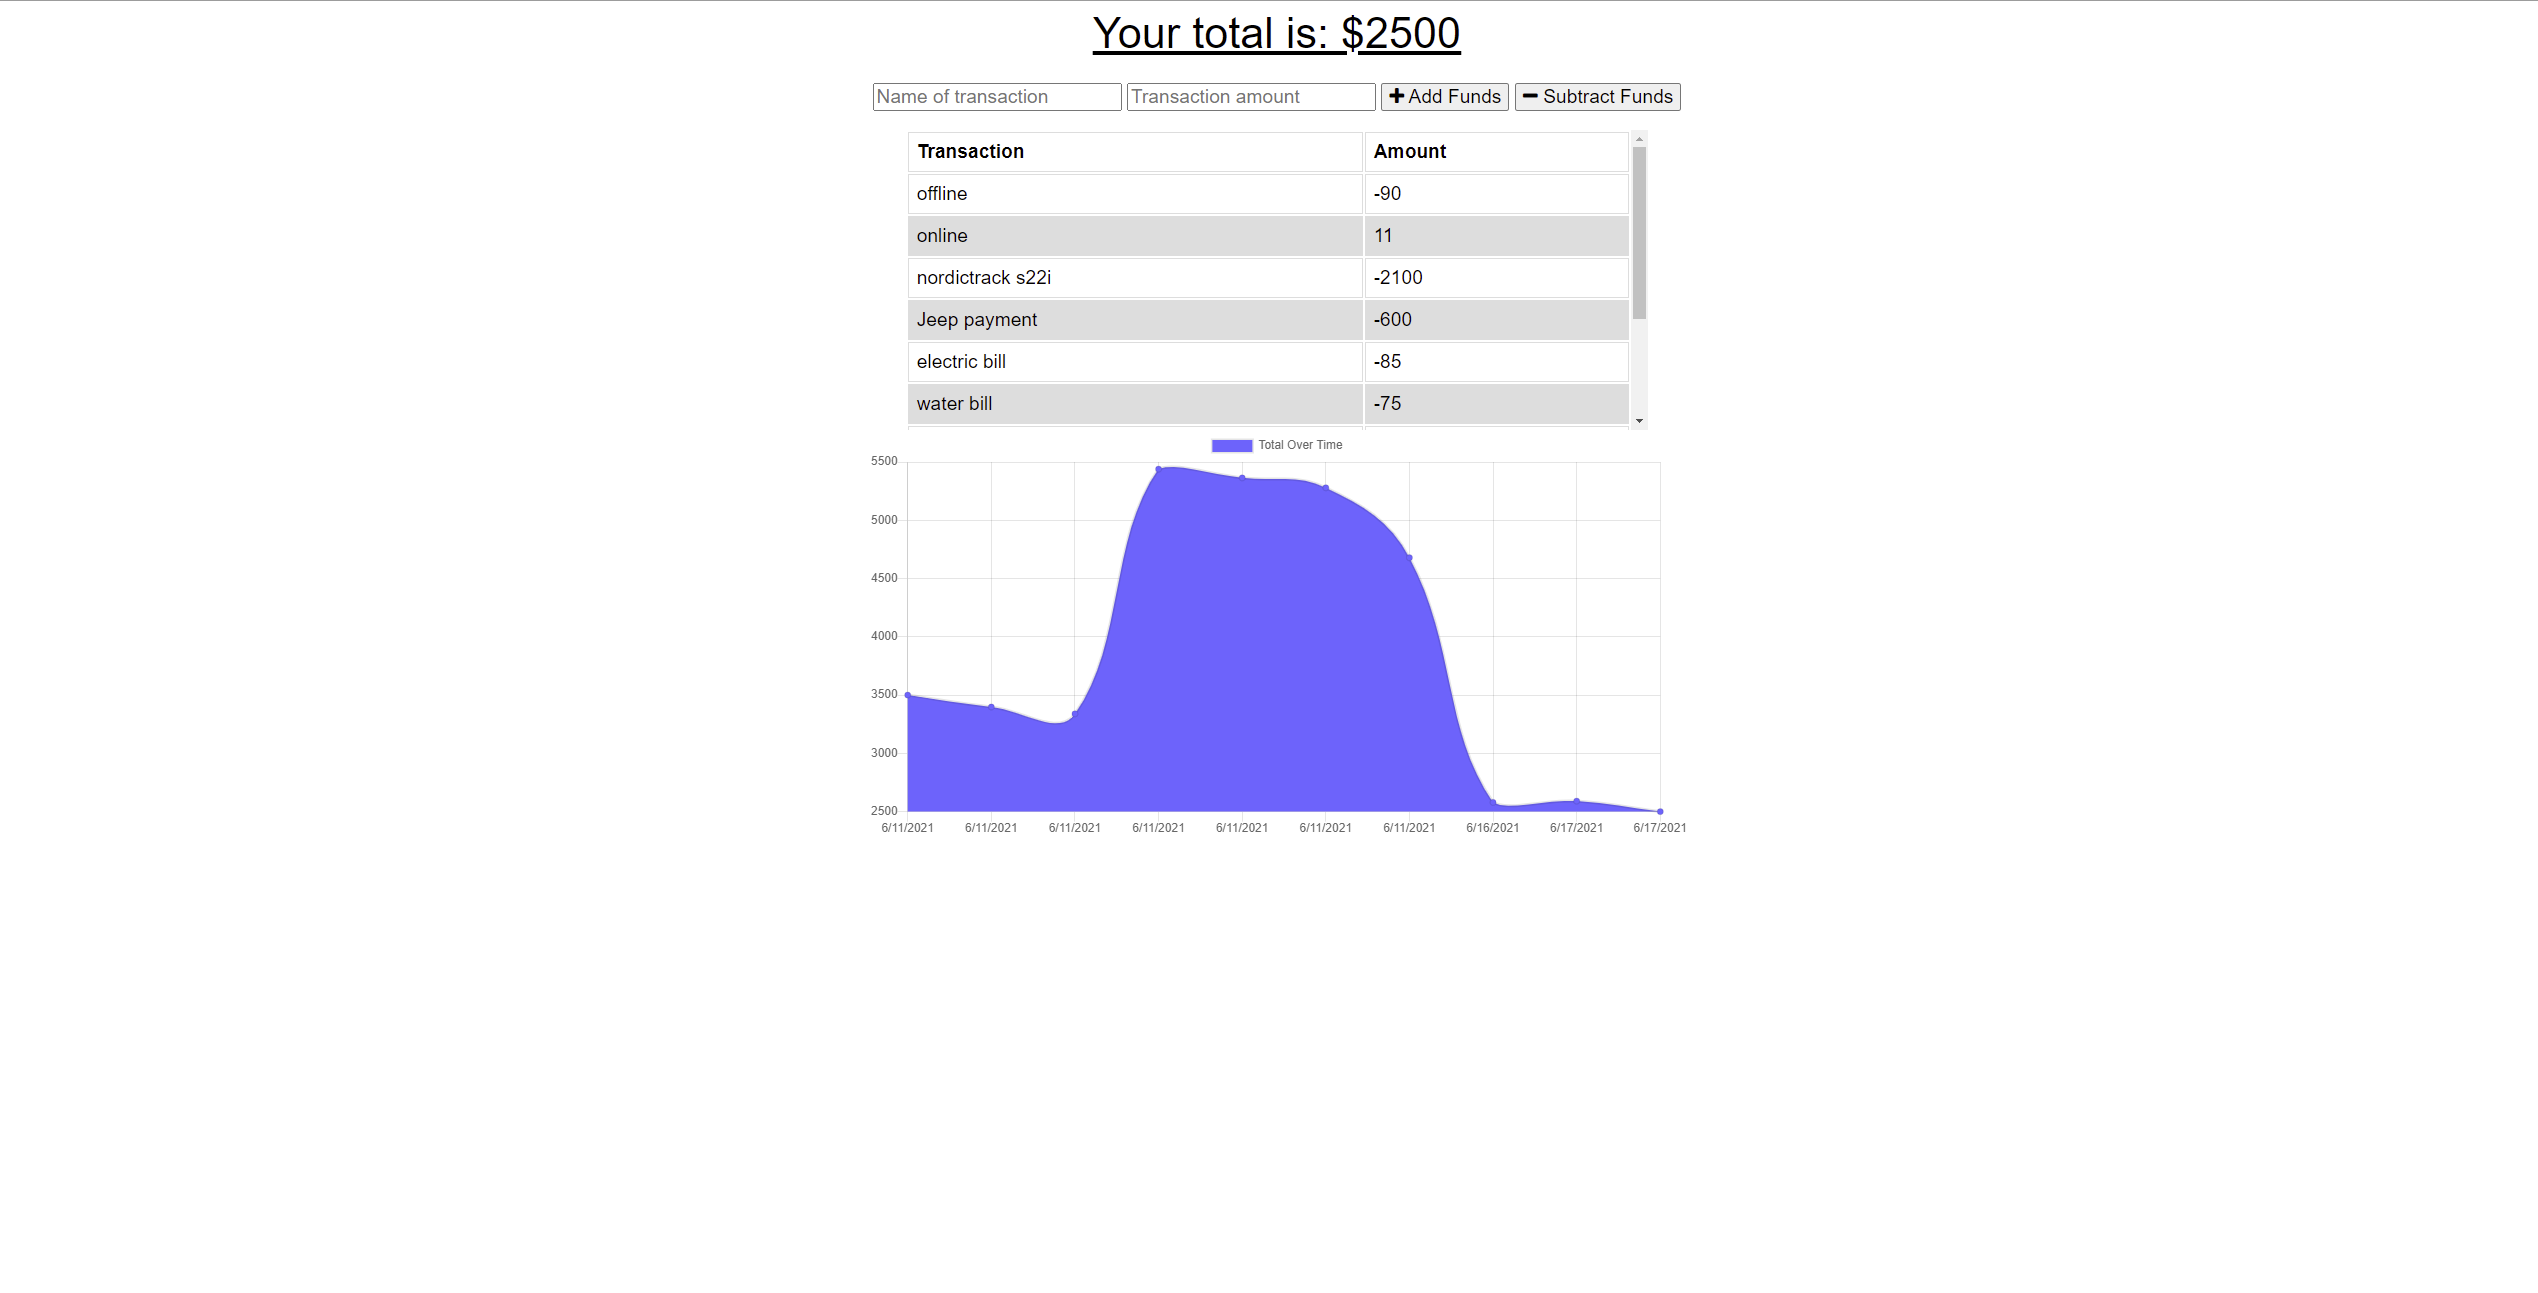 Your total is: $2500
Name of transaction Transaction amount Add Funds Subtract Funds
Transaction Amount
offline -90
online 11
nordictrack s22i -2100
Jeep payment -600
electric bill -85
water bill -75
Total Over Time
5500
5000
4500
4000
3500
3000
2500
6/11/2021 6/11/2021 6/11/2021 6/11/2021 6/11/2021 6/11/2021 6/11/2021 6/16/2021 6/17/2021 6/17/2021